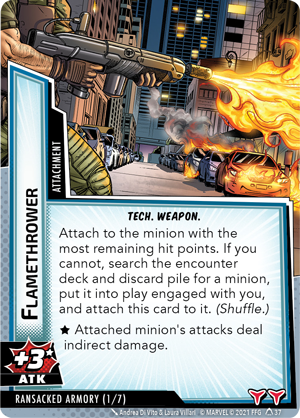 ATTACHMENT
FLAMETHROWER
TECH. WEAPON.
Attach to the minion with the
most remaining hit points. If you
cannot, search the encounter
deck and discard pile for a minion,
put it into play engaged with you,
and attach this card to it. (Shuffle.)
★ Attached minion's attacks deal
indirect damage.
+3★
ATK
RANSACKED ARMORY (1/7)
Andrea Di Vito & Laura Villari © MARVEL © 2021 FFG 37